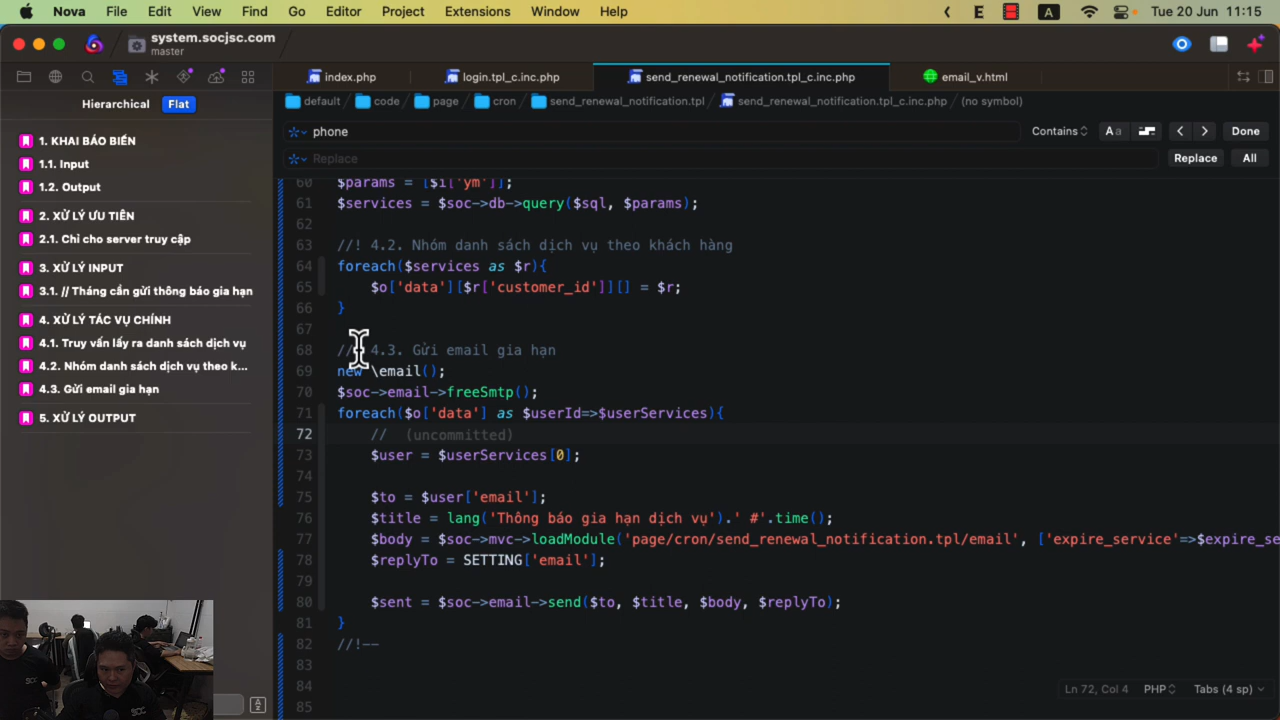 Nova File Edit View Find Go Editor Project Extensions Window Help E A Tue 20 Jun 11:15
system.socjsc.com
master
index.php login.tpl_c.inc.php send_renewal_notification.tpl_c.inc.php email_v.html
Hierarchical Flat
default code page cron send_renewal_notification.tpl send_renewal_notification.tpl_c.inc.php (no symbol)
phone Contains Aa Done
Replace Replace All
1. KHAI BÁO BIẾN
1.1. Input
1.2. Output
2. XỬ LÝ ƯU TIÊN
2.1. Chỉ cho server truy cập
3. XỬ LÝ INPUT
3.1. // Tháng cần gửi thông báo gia hạn
4. XỬ LÝ TÁC VỤ CHÍNH
4.1. Truy vấn lấy ra danh sách dịch vụ
4.2. Nhóm danh sách dịch vụ theo k...
4.3. Gửi email gia hạn
5. XỬ LÝ OUTPUT
60 $params = [$i['ym']];
61 $services = $soc->db->query($sql, $params);
62
63 //! 4.2. Nhóm danh sách dịch vụ theo khách hàng
64 foreach($services as $r){
65 $o['data'][$r['customer_id']][] = $r;
66 }
67
68 // 4.3. Gửi email gia hạn
69 new \email();
70 $soc->email->freeSmtp();
71 foreach($o['data'] as $userId=>$userServices){
72 // (uncommitted)
73 $user = $userServices[0];
74
75 $to = $user['email'];
76 $title = lang('Thông báo gia hạn dịch vụ').' #'.time();
77 $body = $soc->mvc->loadModule('page/cron/send_renewal_notification.tpl/email', ['expire_service'=>$expire_se
78 $replyTo = SETTING['email'];
79
80 $sent = $soc->email->send($to, $title, $body, $replyTo);
81 }
82 //!--
83
84
85
Ln 72, Col 4 PHP Tabs (4 sp)